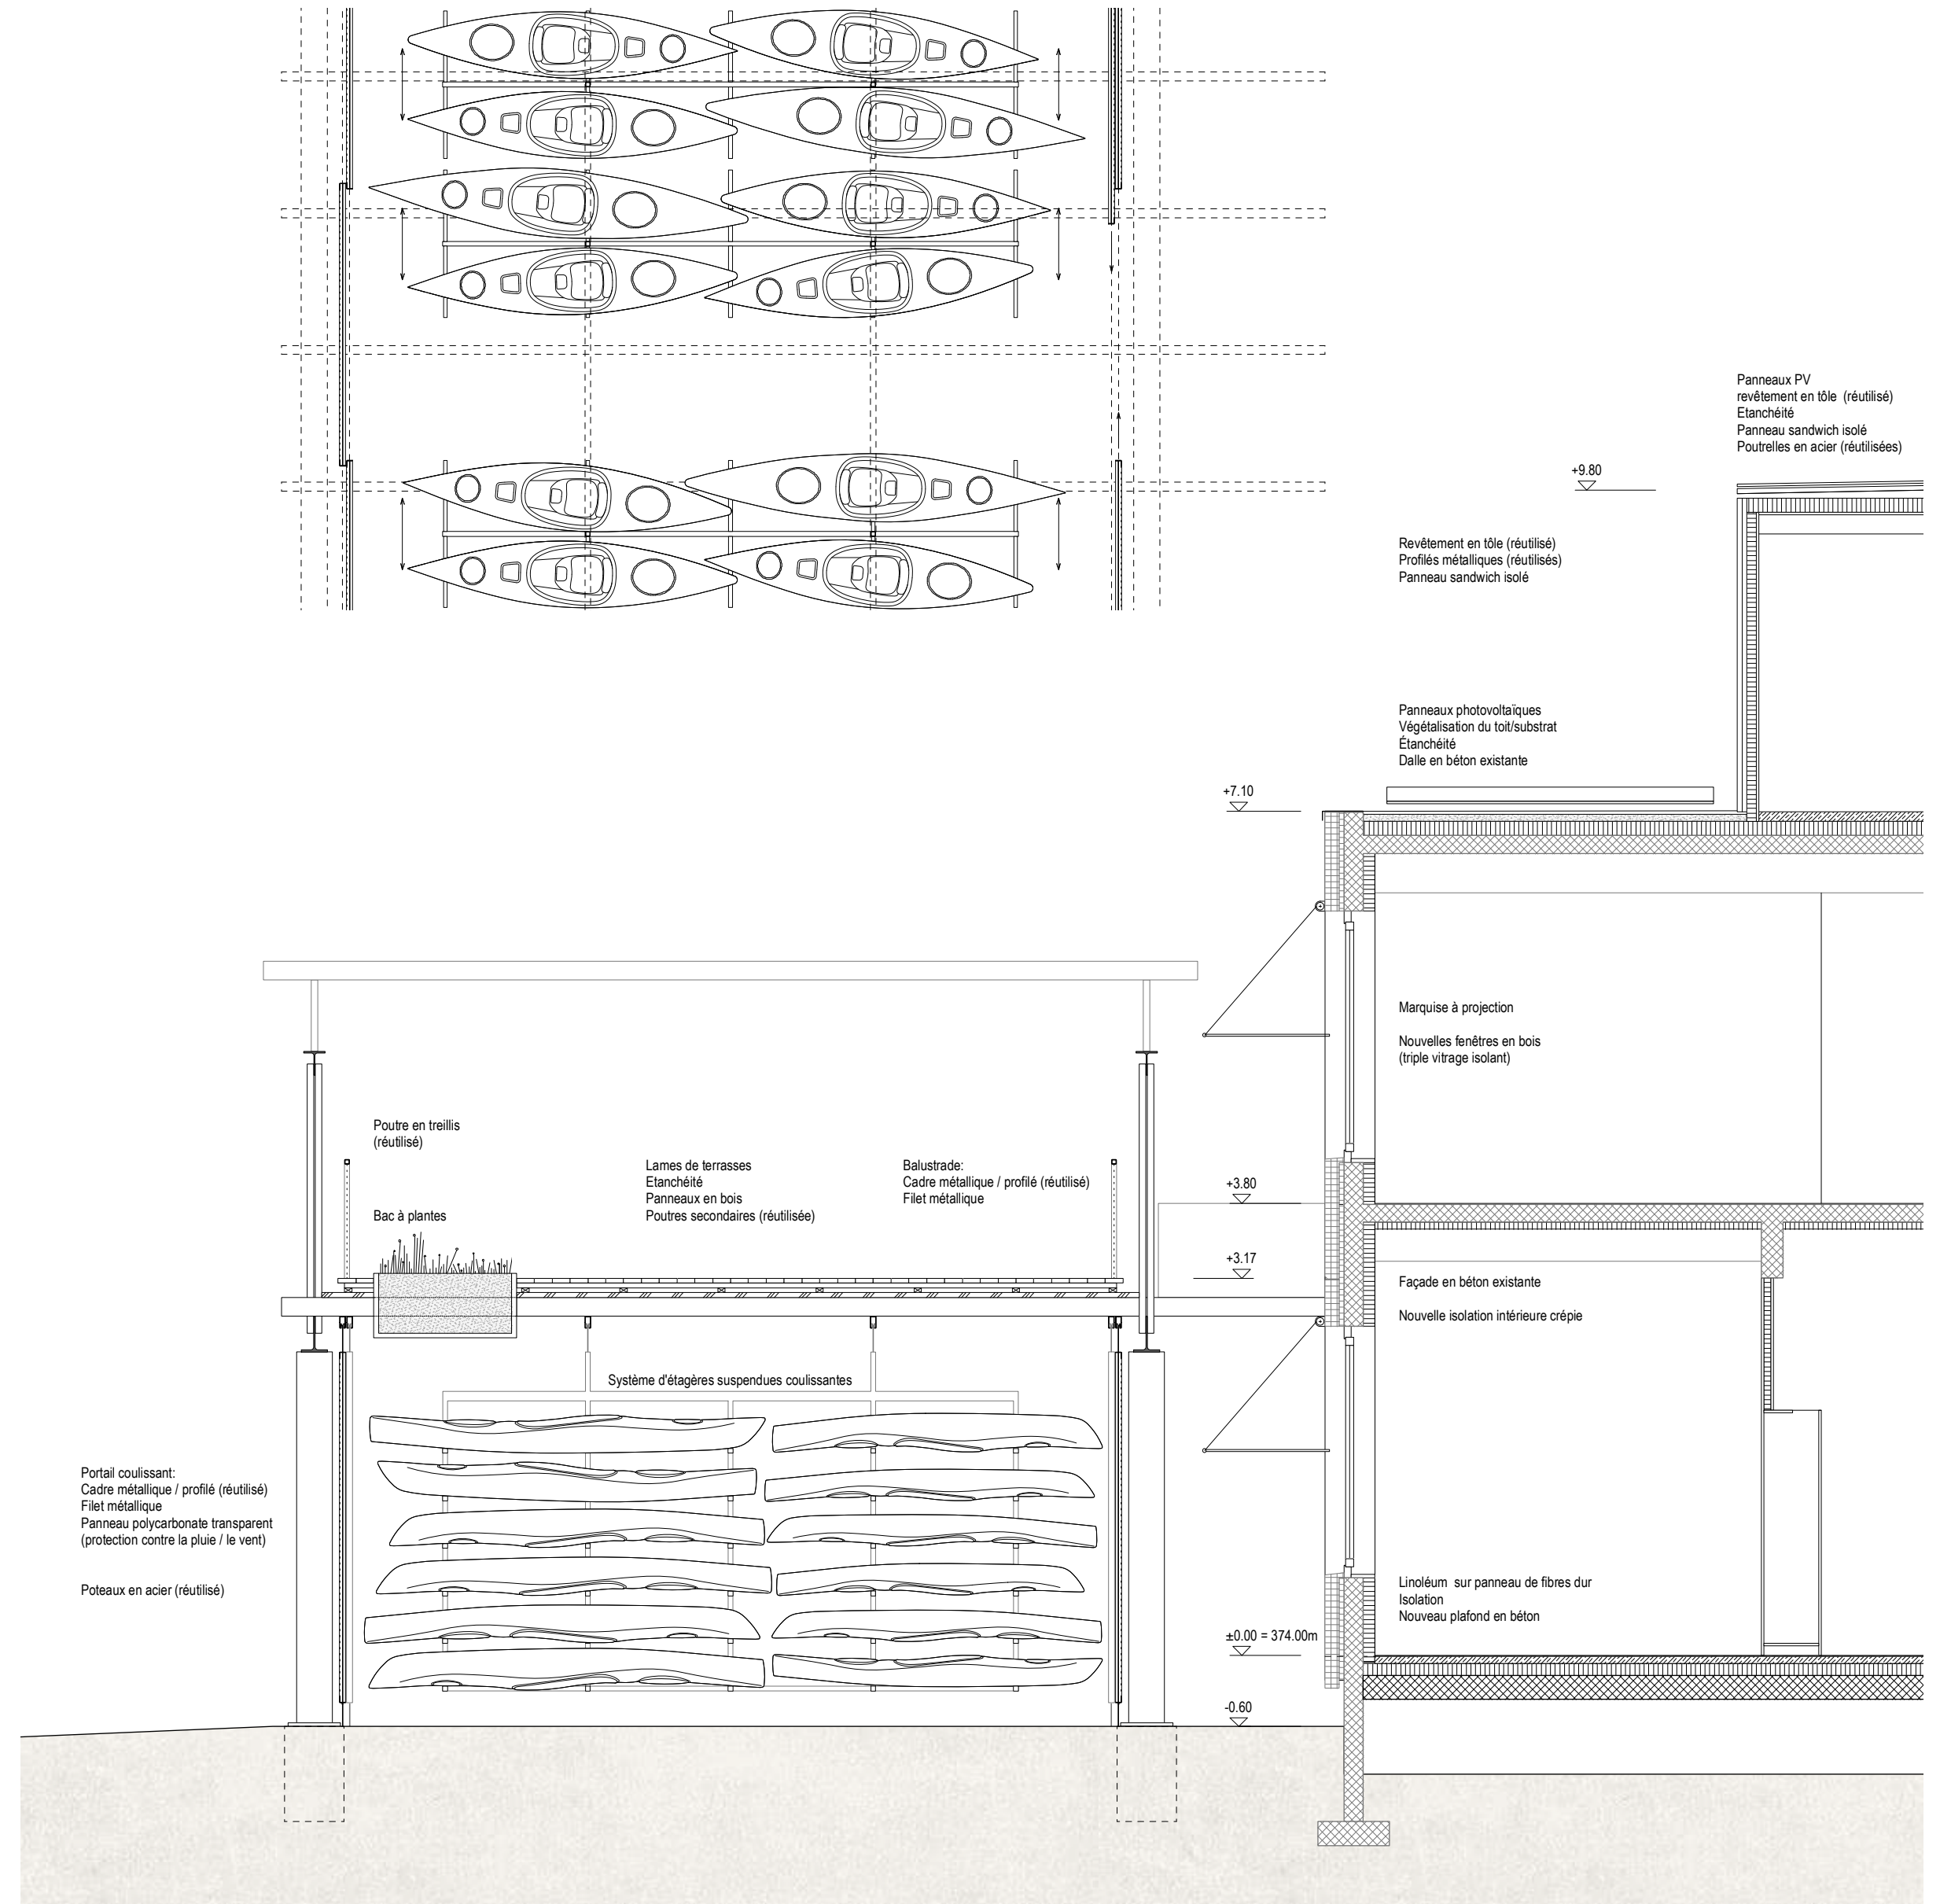 Panneaux PV
revêtement en tôle  (réutilisé)
Etanchéité
Panneau sandwich isolé
Poutrelles en acier (réutilisées)
+9.80
Revêtement en tôle (réutilisé)
Profilés métalliques (réutilisés)
Panneau sandwich isolé
Panneaux photovoltaïques
Végétalisation du toit/substrat
Étanchéité
Dalle en béton existante
+7.10
Marquise à projection
Nouvelles fenêtres en bois
(triple vitrage isolant)
Poutre en treillis
(réutilisé)
Lames de terrasses
Etanchéité
Panneaux en bois
Poutres secondaires (réutilisée)
Balustrade:
Cadre métallique / profilé (réutilisé)
Filet métallique
Bac à plantes
+3.80
+3.17
Façade en béton existante
Nouvelle isolation intérieure crépie
Système d'étagères suspendues coulissantes
Portail coulissant:
Cadre métallique / profilé (réutilisé)
Filet métallique
Panneau polycarbonate transparent
(protection contre la pluie / le vent)
Poteaux en acier (réutilisé)
Linoléum  sur panneau de fibres dur
Isolation
Nouveau plafond en béton
±0.00 = 374.00m
-0.60